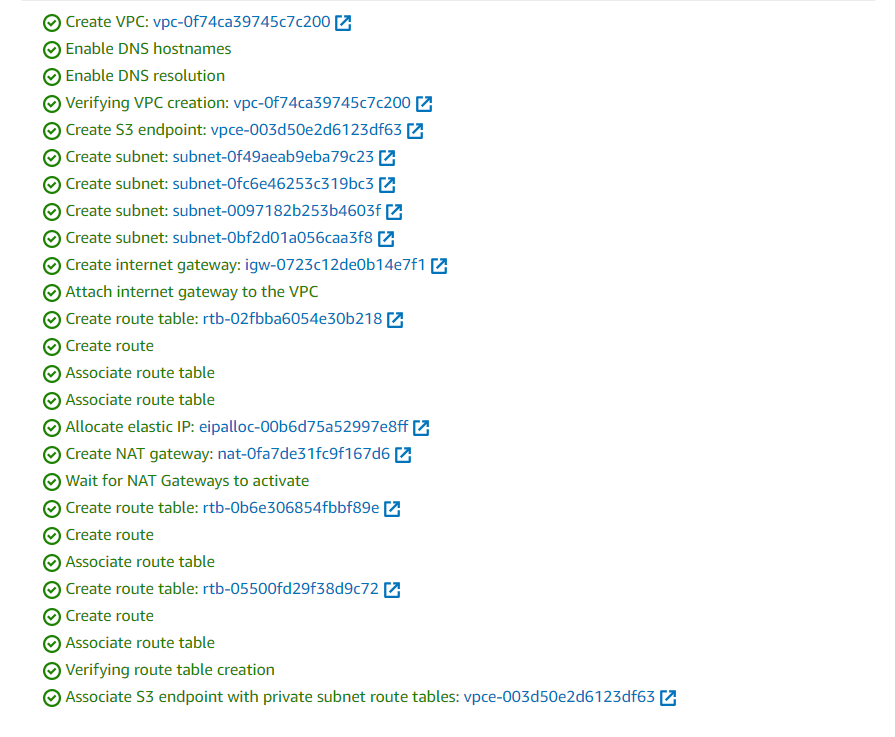 Create VPC: vpc-0f74ca39745c7c200
Enable DNS hostnames
Enable DNS resolution
Verifying VPC creation: vpc-0f74ca39745c7c200
Create S3 endpoint: vpce-003d50e2d6123df63
Create subnet: subnet-0f49aeab9eba79c23
Create subnet: subnet-0fc6e46253c319bc3
Create subnet: subnet-0097182b253b4603f
Create subnet: subnet-0bf2d01a056caa3f8
Create internet gateway: igw-0723c12de0b14e7f1
Attach internet gateway to the VPC
Create route table: rtb-02fbba6054e30b218
Create route
Associate route table
Associate route table
Allocate elastic IP: eipalloc-00b6d75a52997e8ff
Create NAT gateway: nat-0fa7de31fc9f167d6
Wait for NAT Gateways to activate
Create route table: rtb-0b6e306854fbbf89e
Create route
Associate route table
Create route table: rtb-05500fd29f38d9c72
Create route
Associate route table
Verifying route table creation
Associate S3 endpoint with private subnet route tables: vpce-003d50e2d6123df63